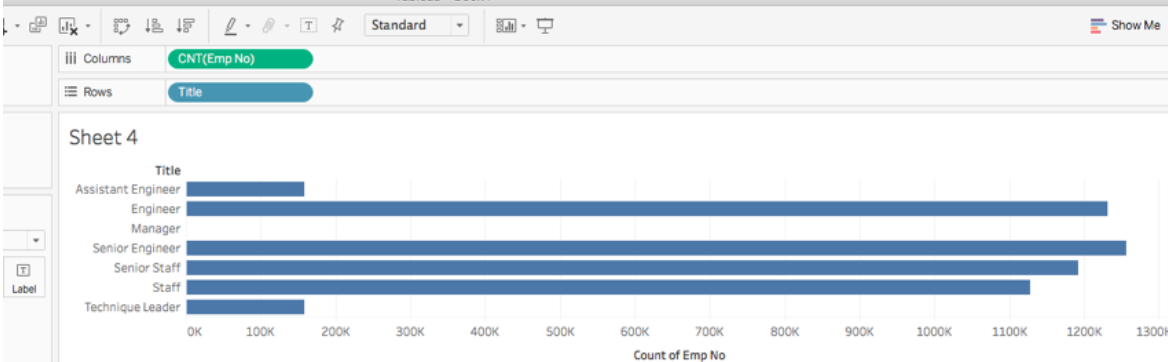 Standard Show Me
Columns CNT(Emp No)
Rows Title
Sheet 4
Title
Assistant Engineer
Engineer
Manager
Senior Engineer
Senior Staff
Staff
Technique Leader
Label
0K 100K 200K 300K 400K 500K 600K 700K 800K 900K 1000K 1100K 1200K 1300K
Count of Emp No